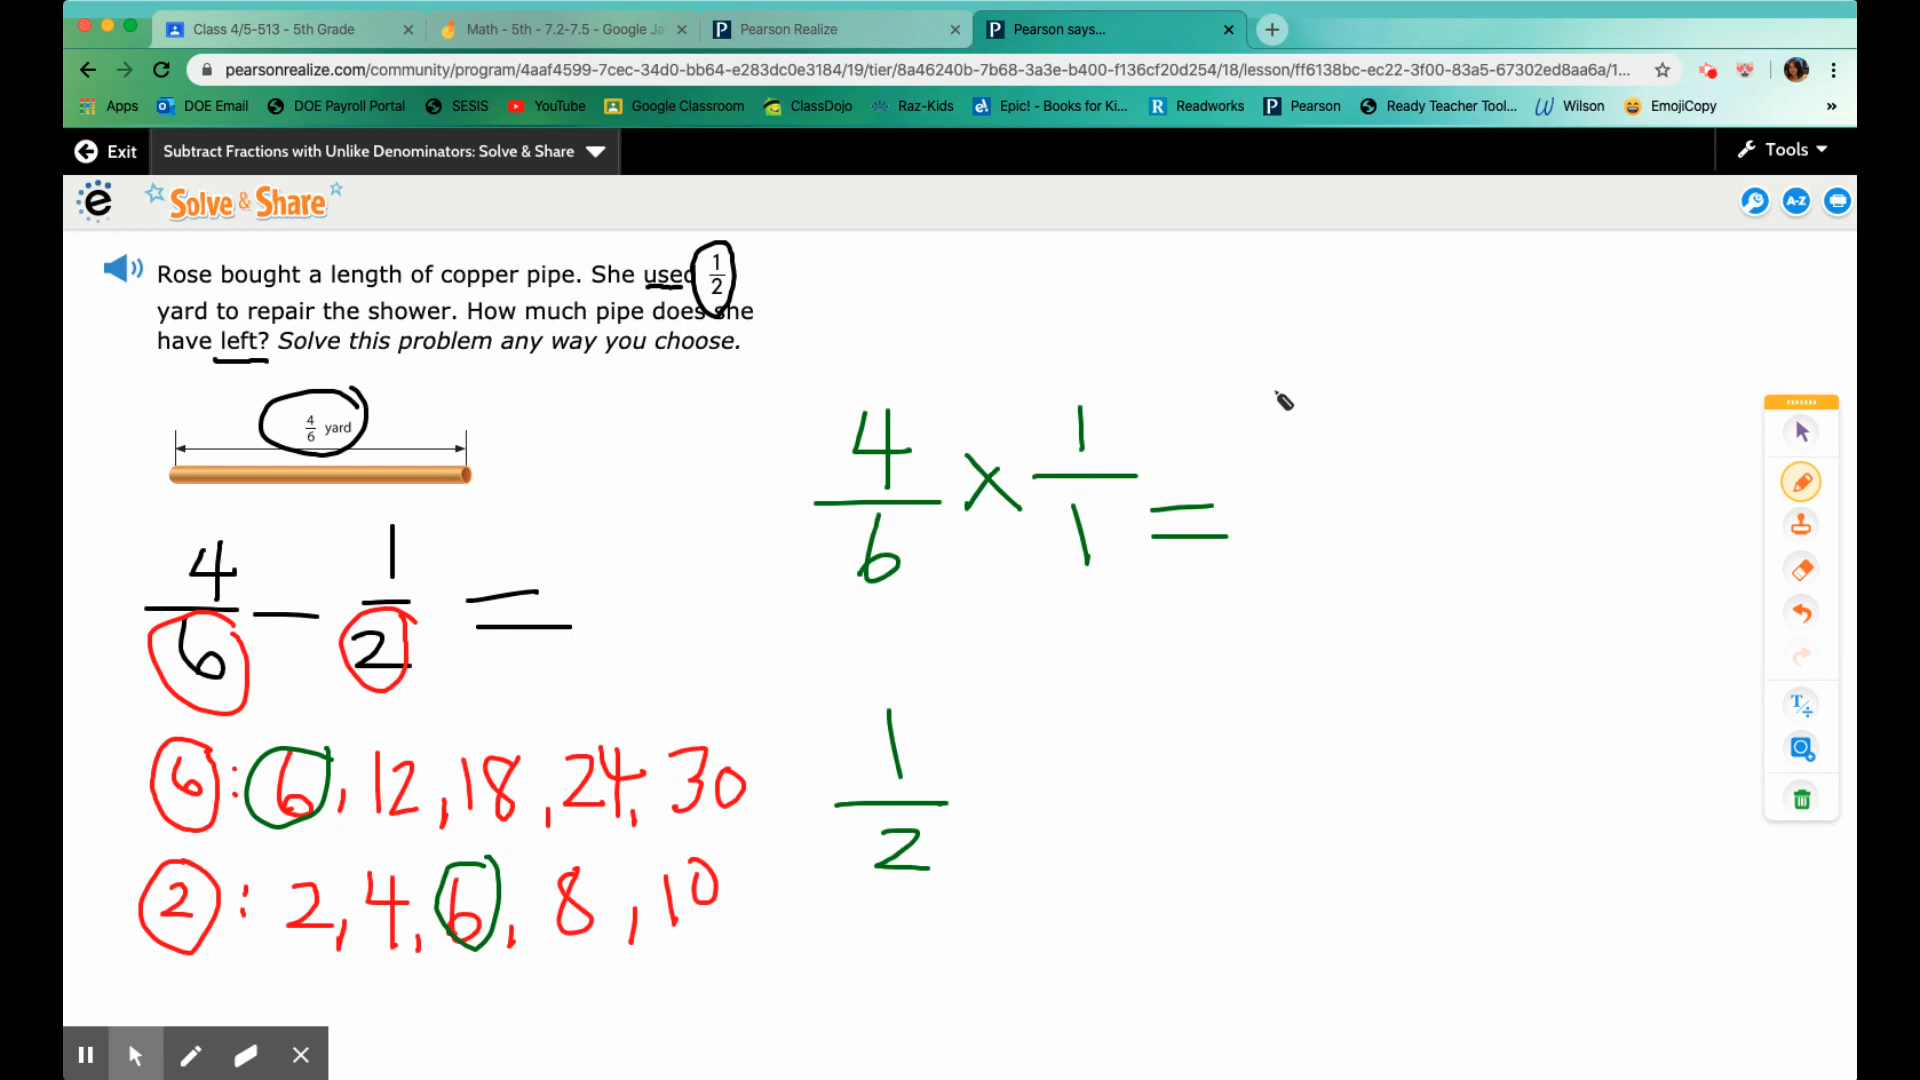 Class 4/5-513 - 5th Grade
Math - 5th - 7.2-7.5 - Google Ja
Pearson Realize
Pearson says...
pearsonrealize.com/community/program/4aaf4599-7cec-34d0-bb64-e283dc0e3184/19/tier/8a46240b-7b68-3a3e-b400-f136cf20d254/18/lesson/ff6138bc-ec22-3f00-83a5-67302ed8aa6a/1...
Apps DOE Email DOE Payroll Portal SESIS YouTube Google Classroom ClassDojo Raz-Kids Epic! - Books for Ki... Readworks Pearson Ready Teacher Tool... Wilson EmojiCopy »
Exit Subtract Fractions with Unlike Denominators: Solve & Share Tools
e Solve & Share A-Z
Rose bought a length of copper pipe. She used 1/2
yard to repair the shower. How much pipe does she
have left? Solve this problem any way you choose.
4/6 yard
4/6 × 1/1 =
4/6 − 1/2 =
6: 6, 12, 18, 24, 30
1/2
2: 2, 4, 6, 8, 10